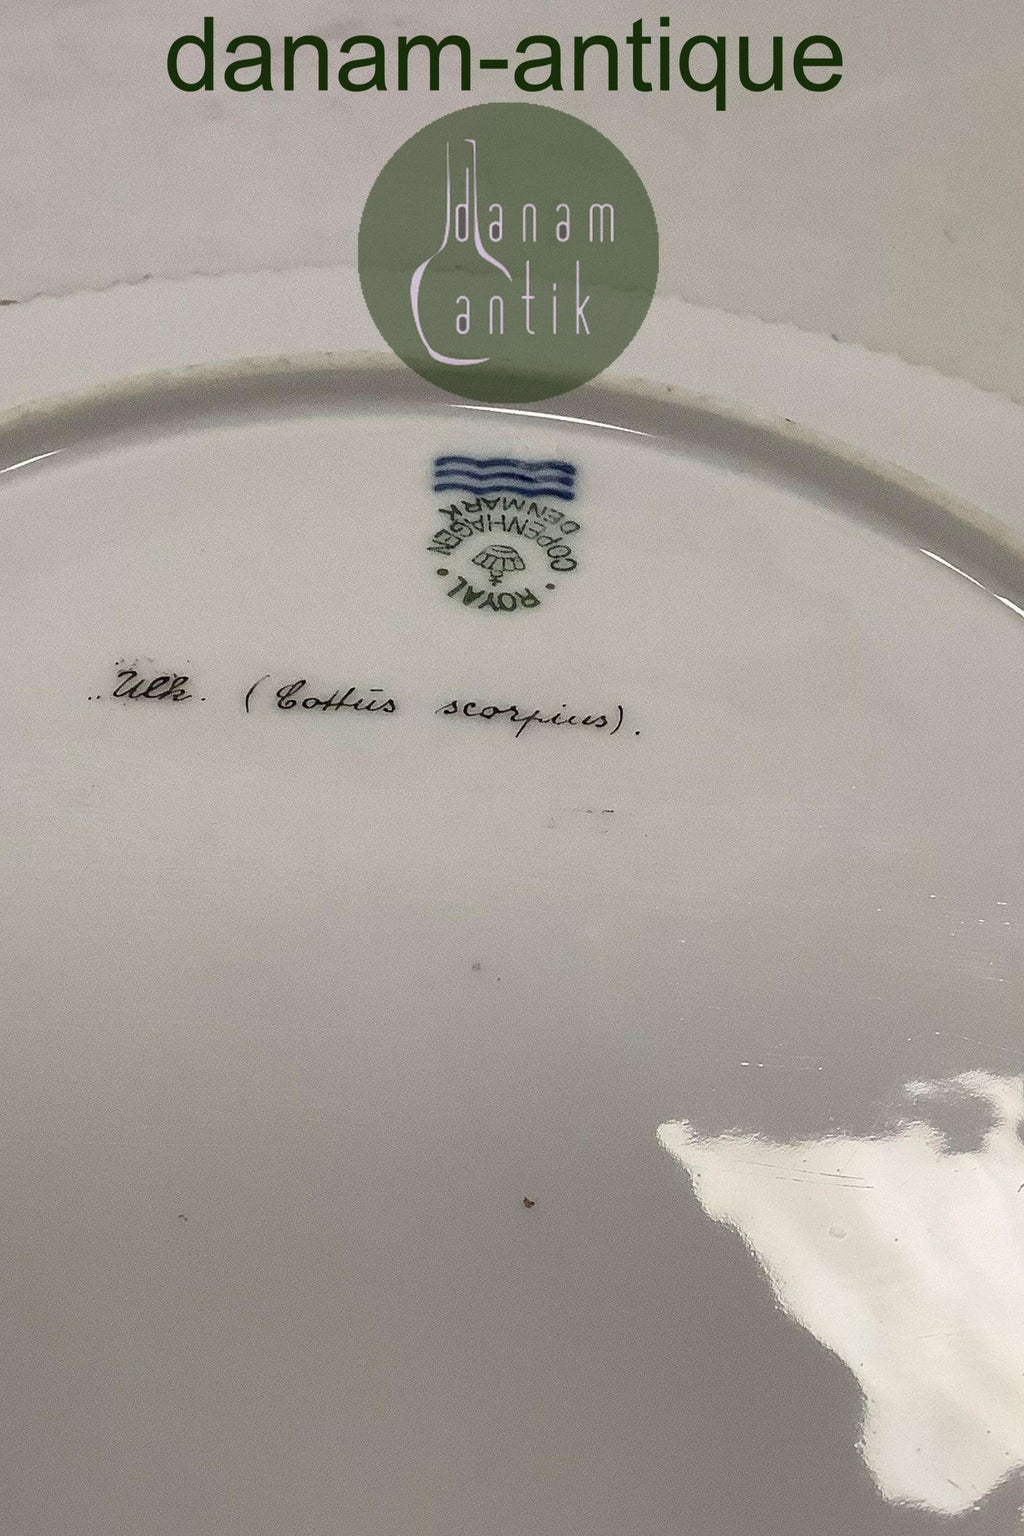 danam-antique
danam
antik
ROYAL
COPENHAGEN
DENMARK
Ulk. (Cottus scorpius).